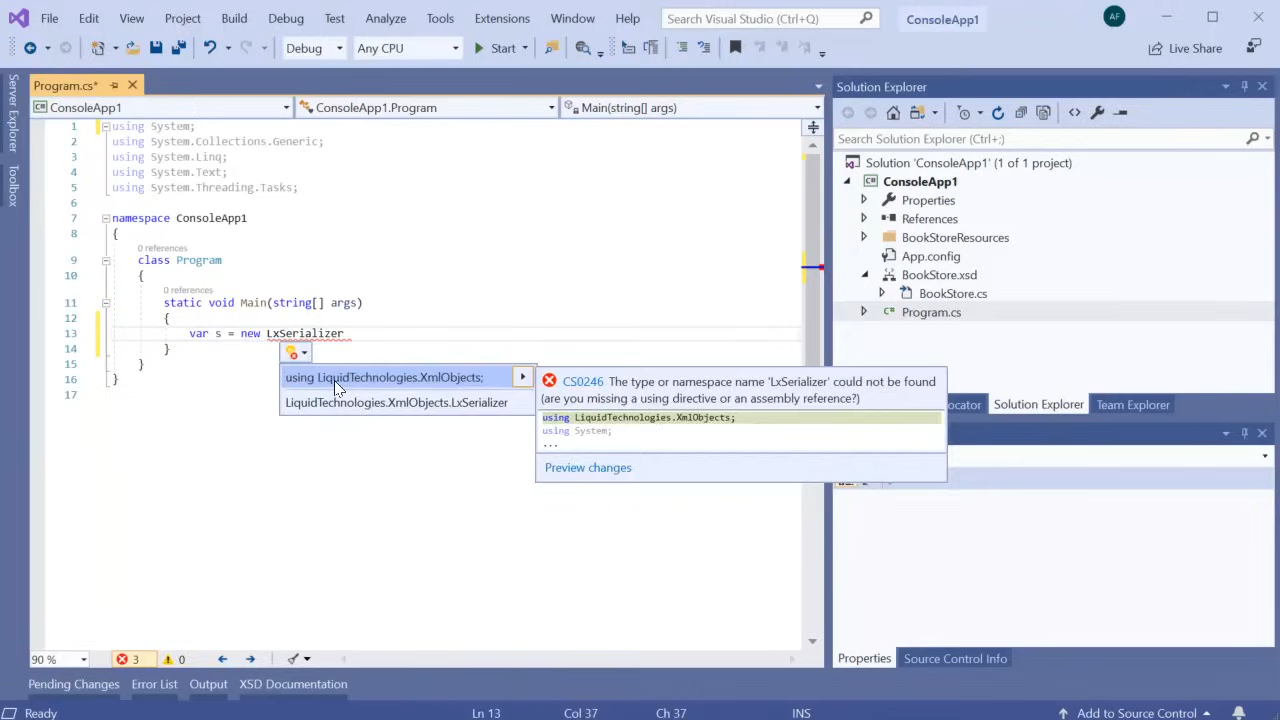 File Edit View Project Build Debug Test Analyze Tools Extensions Window Help Search Visual Studio ConsoleApp1 AF
Debug Any CPU Start Live Share
Server Explorer
Toolbox
Program.cs*
ConsoleApp1 ConsoleApp1.Program Main(string[] args)
1 using System;
2 using System.Collections.Generic;
3 using System.Linq;
4 using System.Text;
5 using System.Threading.Tasks;
6
7 namespace ConsoleApp1
8 {
0 references
9 class Program
10 {
0 references
11 static void Main(string[] args)
12 {
13 var s = new LxSerializer
14 }
15 }
16 }
17
using LiquidTechnologies.XmlObjects;
LiquidTechnologies.XmlObjects.LxSerializer
CS0246 The type or namespace name 'LxSerializer' could not be found
(are you missing a using directive or an assembly reference?)
using LiquidTechnologies.XmlObjects;
using System;
...
Preview changes
Solution Explorer
Search Solution Explorer (Ctrl+;)
Solution 'ConsoleApp1' (1 of 1 project)
ConsoleApp1
Properties
References
BookStoreResources
App.config
BookStore.xsd
BookStore.cs
Program.cs
ocator Solution Explorer Team Explorer
Properties Source Control Info
90 % 3 0
Pending Changes Error List Output XSD Documentation
Ready Ln 13 Col 37 Ch 37 INS Add to Source Control